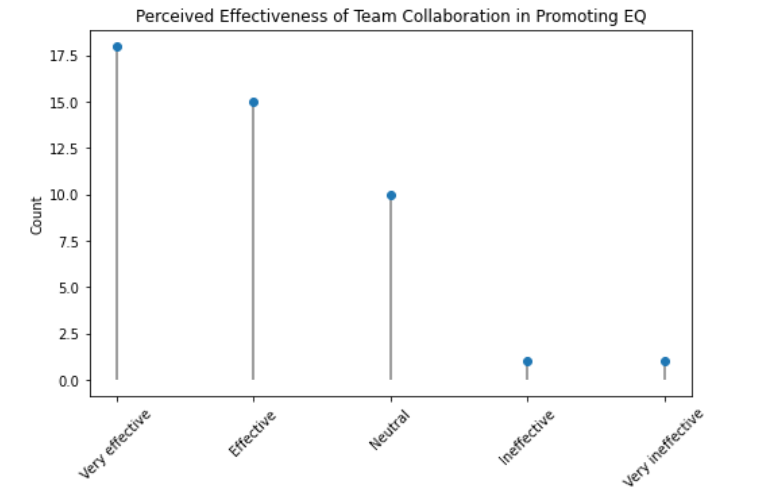 Perceived Effectiveness of Team Collaboration in Promoting EQ
Count
17.5
15.0
12.5
10.0
7.5
5.0
2.5
0.0
Very effective
Effective
Neutral
Ineffective
Very ineffective